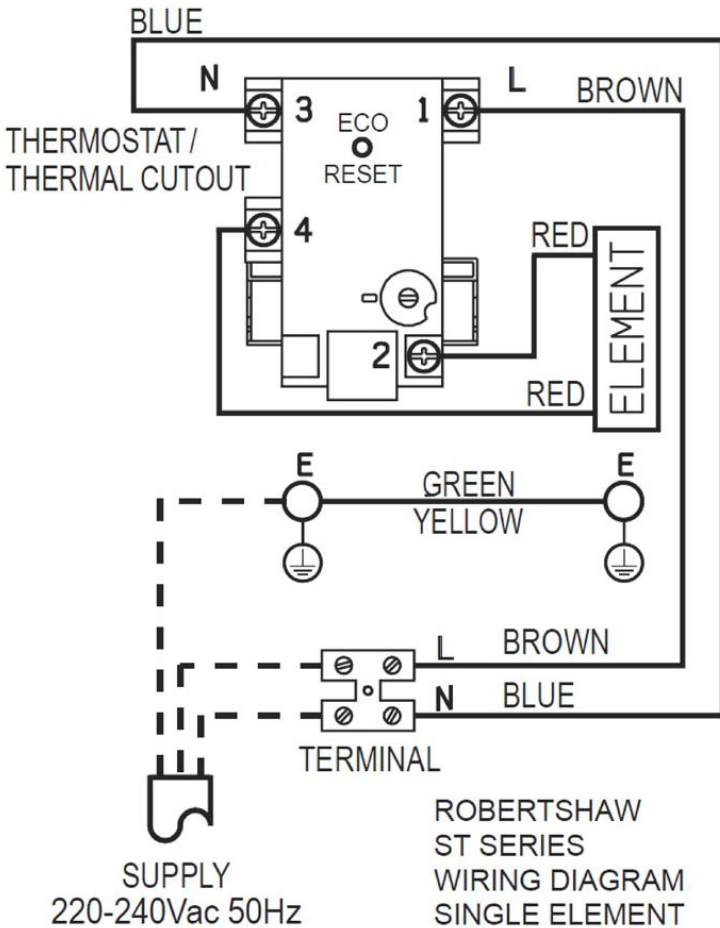 BLUE
N
L
BROWN
3
1
ECO
RESET
THERMOSTAT/
THERMAL CUTOUT
4
RED
ELEMENT
2
RED
E
E
GREEN
YELLOW
L
BROWN
N
BLUE
TERMINAL
SUPPLY
220-240Vac 50Hz
ROBERTSHAW
ST SERIES
WIRING DIAGRAM
SINGLE ELEMENT